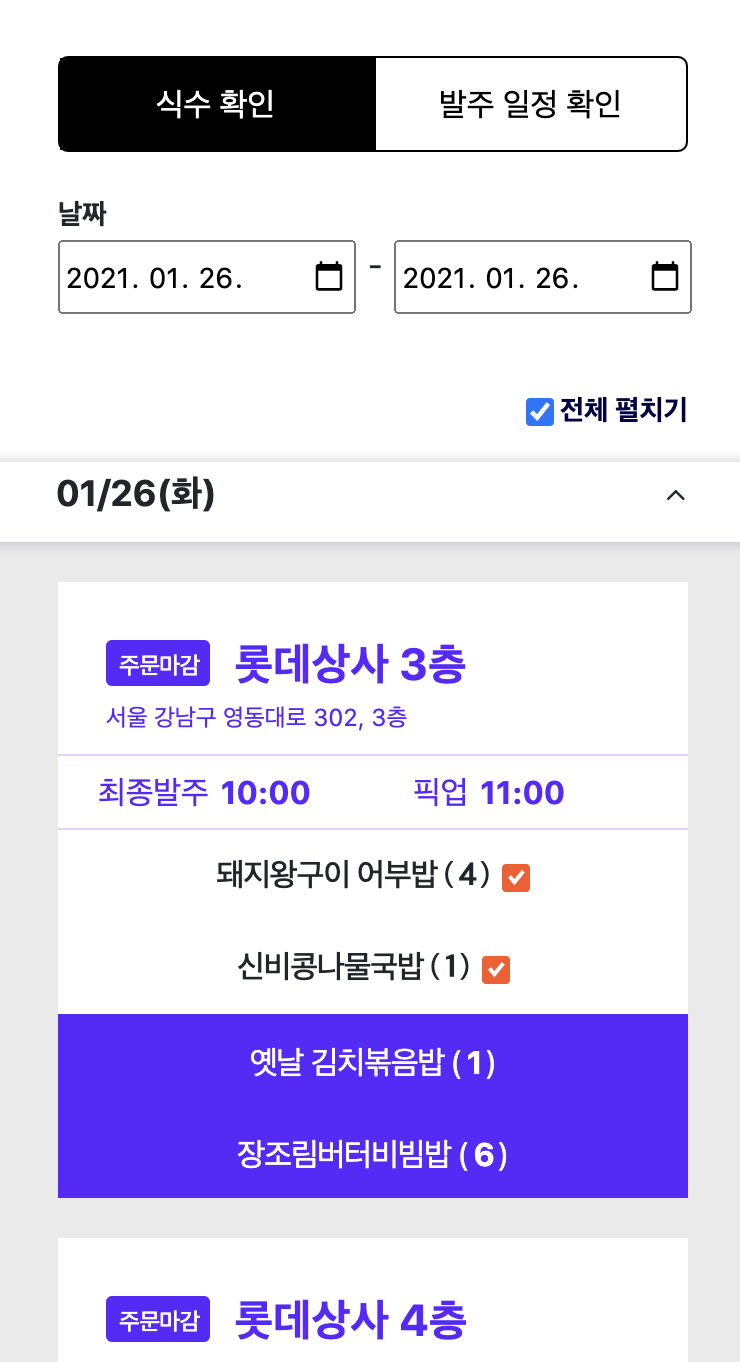 식수 확인 발주 일정 확인
날짜
2021. 01. 26. - 2021. 01. 26.
전체 펼치기
01/26(화)
주문마감 롯데상사 3층
서울 강남구 영동대로 302, 3층
최종발주 10:00 픽업 11:00
돼지왕구이 어부밥 (4)
신비콩나물국밥 (1)
옛날 김치볶음밥 (1)
장조림버터비빔밥 (6)
주문마감 롯데상사 4층